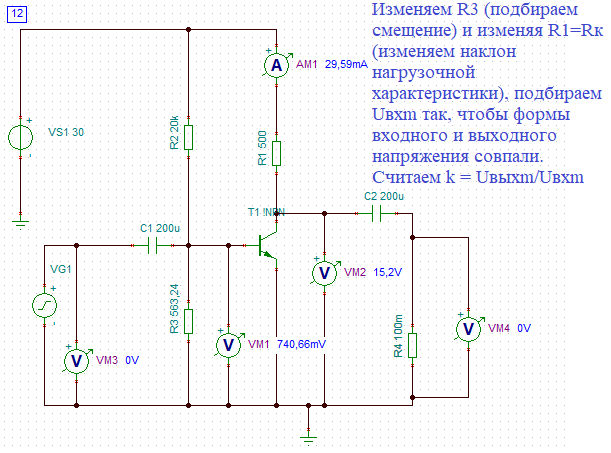 12
Изменяем R3 (подбираем
смещение) и изменяя R1=Rк
(изменяем наклон
нагрузочной
характеристики), подбираем
Uвхm так, чтобы формы
входного и выходного
напряжения совпали.
Считаем k = Uвыхm/Uвхm
+
A
AM1 29,59mA
+
VS1 30
-
R2 20k
R1 500
T1 !NPN
C2 200u
C1 200u
VG1
+
-
+
V
VM3 0V
R3 563,24
+
V
VM1 740,66mV
+
V
VM2 15,2V
R4 100m
+
V
VM4 0V